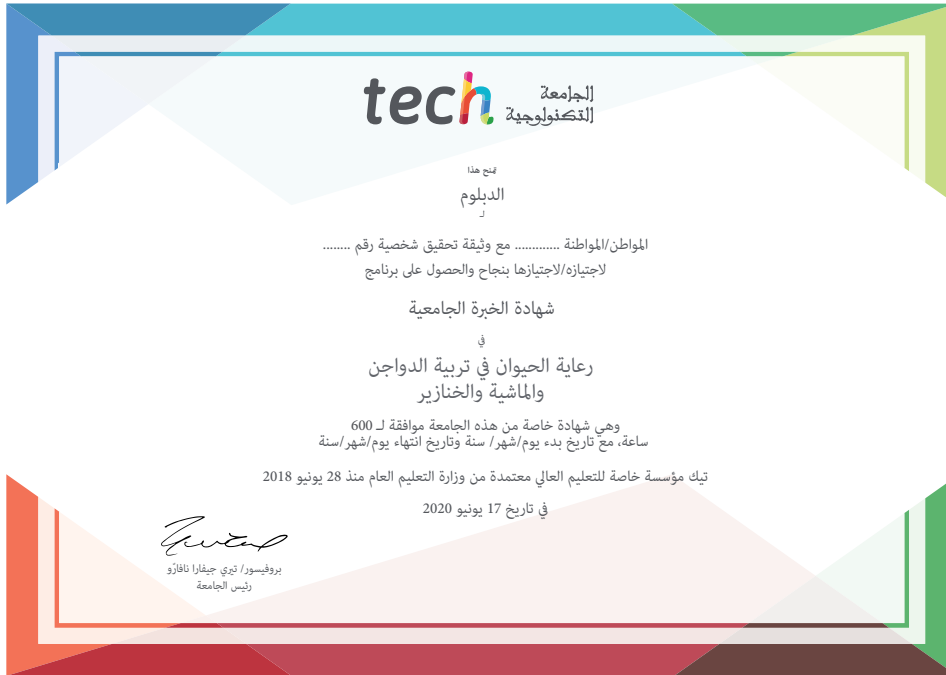 tech الجامعة
التكنولوجية
تمنح هذا
الدبلوم
لـ
المواطن/المواطنة ............ مع وثيقة تحقيق شخصية رقم ........
لاجتيازه/لاجتيازها بنجاح والحصول على برنامج
شهادة الخبرة الجامعية
في
رعاية الحيوان في تربية الدواجن
والماشية والخنازير
وهي شهادة خاصة من هذه الجامعة موافقة لـ 600
ساعة، مع تاريخ بدء يوم/شهر/ سنة وتاريخ انتهاء يوم/شهر/سنة
تيك مؤسسة خاصة للتعليم العالي معتمدة من وزارة التعليم العام منذ 28 يونيو 2018
في تاريخ 17 يونيو 2020
بروفيسور/ تيري جيفارا نافارو
رئيس الجامعة